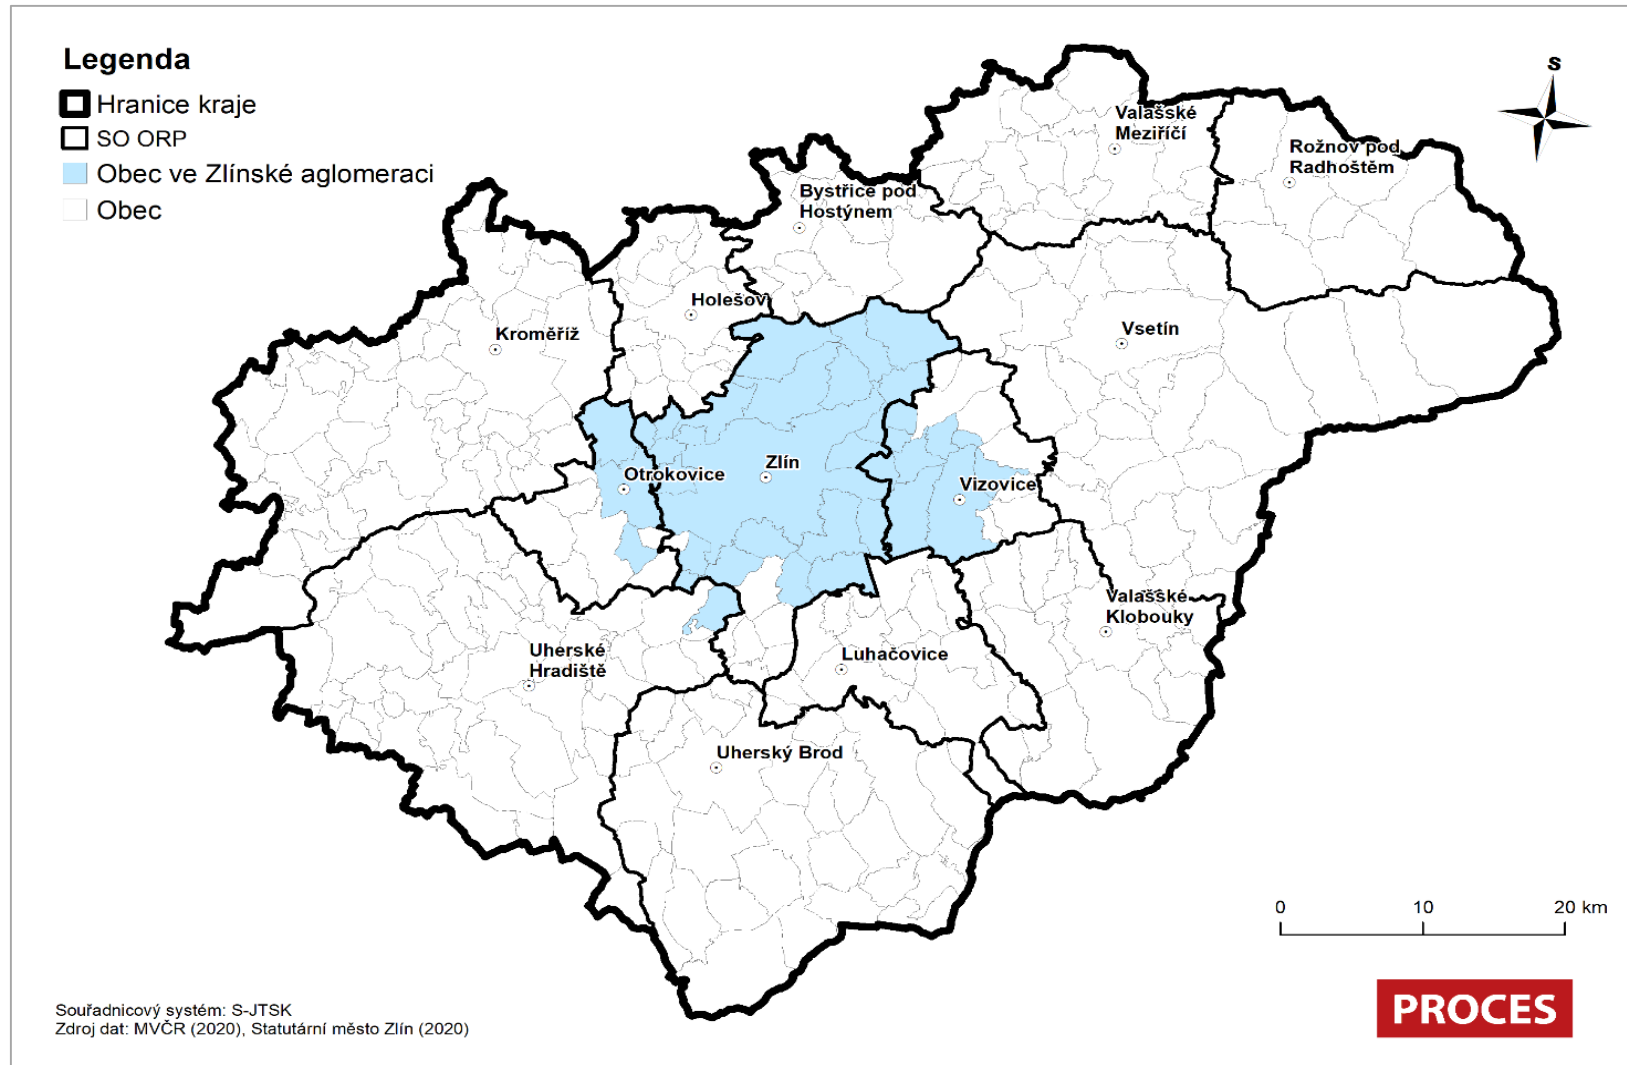 Legenda
Hranice kraje
SO ORP
Obec ve Zlínské aglomeraci
Obec
S
Valašské
Meziříčí
Rožnov pod
Radhoštěm
Bystřice pod
Hostýnem
Holešov
Kroměříž
Vsetín
Zlín
Otrokovice
Vizovice
Valašské
Klobouky
Uherské
Hradiště
Luhačovice
Uherský Brod
0 10 20 km
PROCES
Souřadnicový systém: S-JTSK
Zdroj dat: MVČR (2020), Statutární město Zlín (2020)